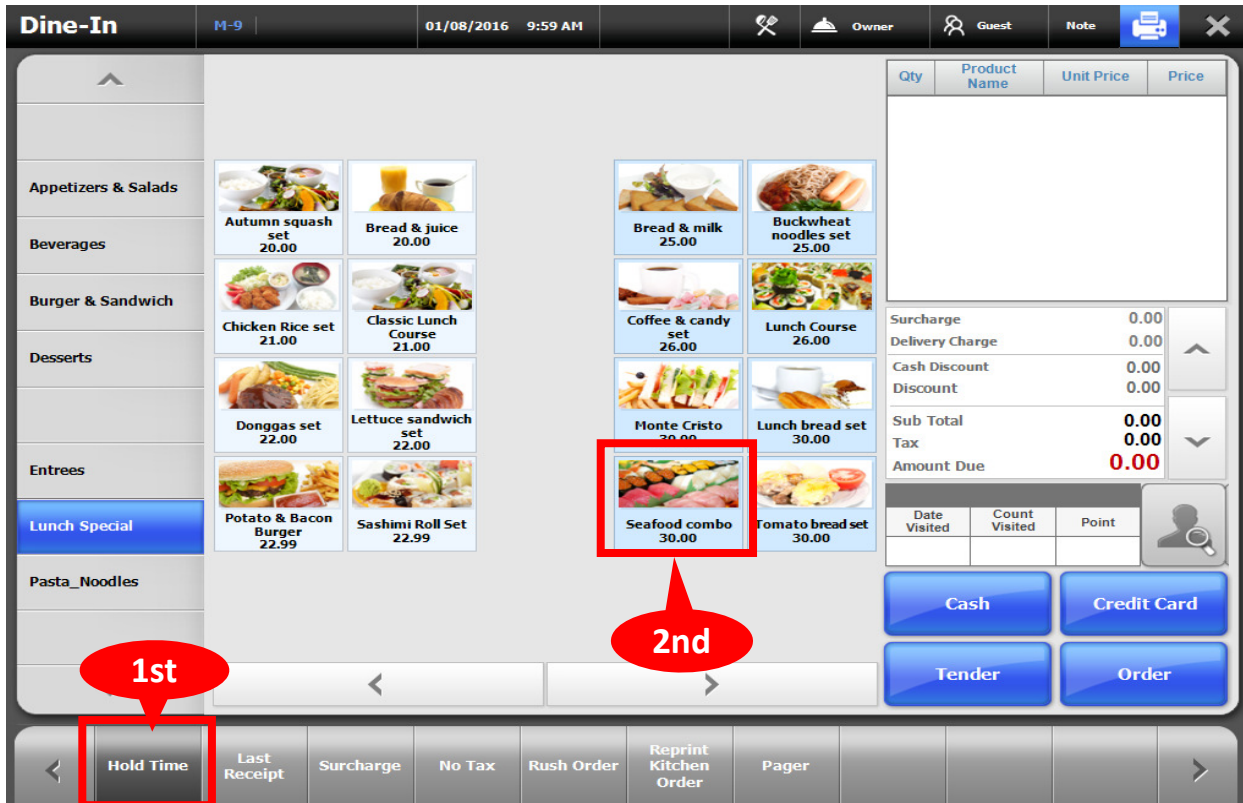 Dine-In M-9 01/08/2016 9:59 AM Owner Guest Note
Appetizers & Salads
Beverages
Burger & Sandwich
Desserts
Entrees
Lunch Special
Pasta_Noodles
Autumn squash
set
20.00
Bread & juice
20.00
Bread & milk
25.00
Buckwheat
noodles set
25.00
Chicken Rice set
21.00
Classic Lunch
Course
21.00
Coffee & candy
set
26.00
Lunch Course
26.00
Donggas set
22.00
Lettuce sandwich
set
22.00
Monte Cristo
30.00
Lunch bread set
30.00
Potato & Bacon
Burger
22.99
Sashimi Roll Set
22.99
Seafood combo
30.00
Tomato bread set
30.00
2nd
1st
Qty
Product
Name
Unit Price
Price
Surcharge 0.00
Delivery Charge 0.00
Cash Discount 0.00
Discount 0.00
Sub Total 0.00
Tax 0.00
Amount Due 0.00
Date
Visited
Count
Visited
Point
Cash
Credit Card
Tender
Order
Hold Time
Last
Receipt
Surcharge
No Tax
Rush Order
Reprint
Kitchen
Order
Pager